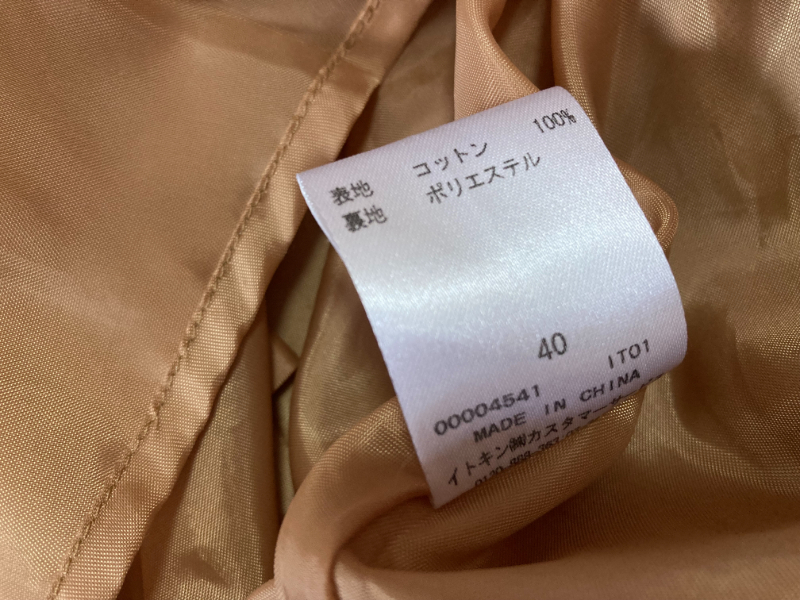 表地 コットン 100%
裏地 ポリエステル
40
00004541 IT01
MADE IN CHINA
イトキン㈱カスタマー
0120-